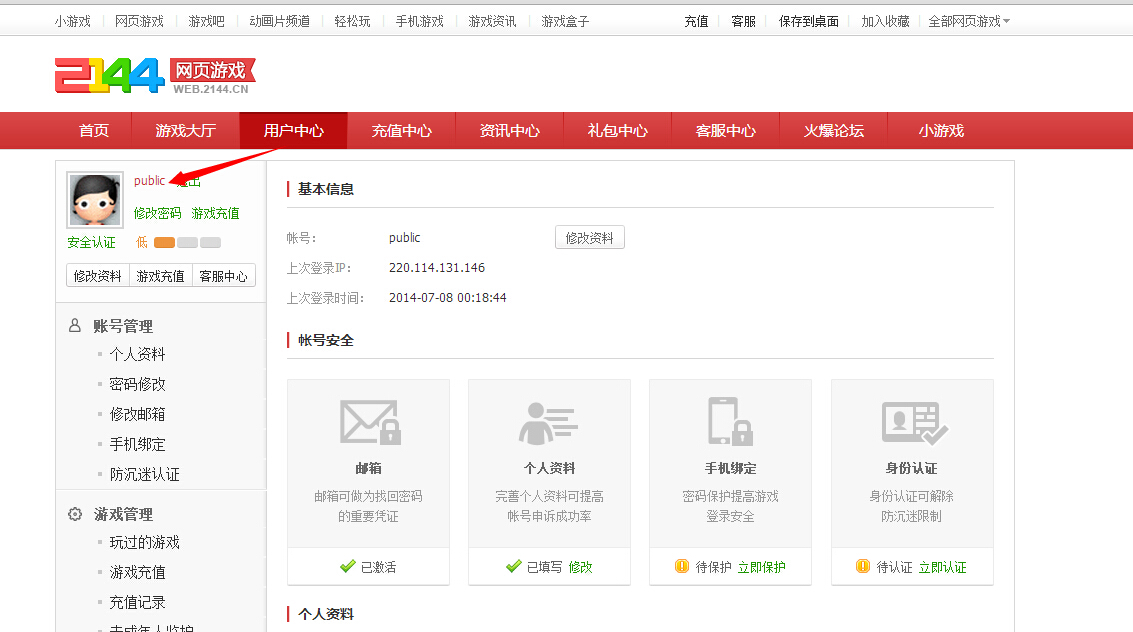 小游戏 网页游戏 游戏吧 动画片频道 轻松玩 手机游戏 游戏资讯 游戏盒子 充值 客服 保存到桌面 加入收藏 全部网页游戏
2144 网页游戏
WEB.2144.CN
首页 游戏大厅 用户中心 充值中心 资讯中心 礼包中心 客服中心 火爆论坛 小游戏
public
修改密码 游戏充值
安全认证 低
修改资料 游戏充值 客服中心
账号管理
个人资料
密码修改
修改邮箱
手机绑定
防沉迷认证
游戏管理
玩过的游戏
游戏充值
充值记录
未成年人监护
基本信息
帐号： public 修改资料
上次登录IP： 220.114.131.146
上次登录时间： 2014-07-08 00:18:44
帐号安全
邮箱
邮箱可做为找回密码
的重要凭证
已激活
个人资料
完善个人资料可提高
帐号申诉成功率
已填写 修改
手机绑定
密码保护提高游戏
登录安全
待保护 立即保护
身份认证
身份认证可解除
防沉迷限制
待认证 立即认证
个人资料